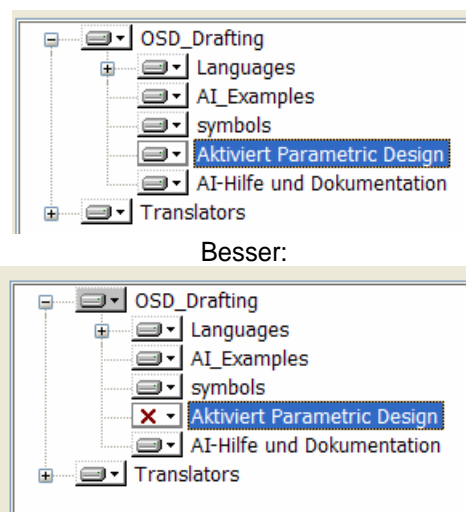 OSD_Drafting
Languages
AI_Examples
symbols
Aktiviert Parametric Design
AI-Hilfe und Dokumentation
Translators
Besser:
OSD_Drafting
Languages
AI_Examples
symbols
Aktiviert Parametric Design
AI-Hilfe und Dokumentation
Translators